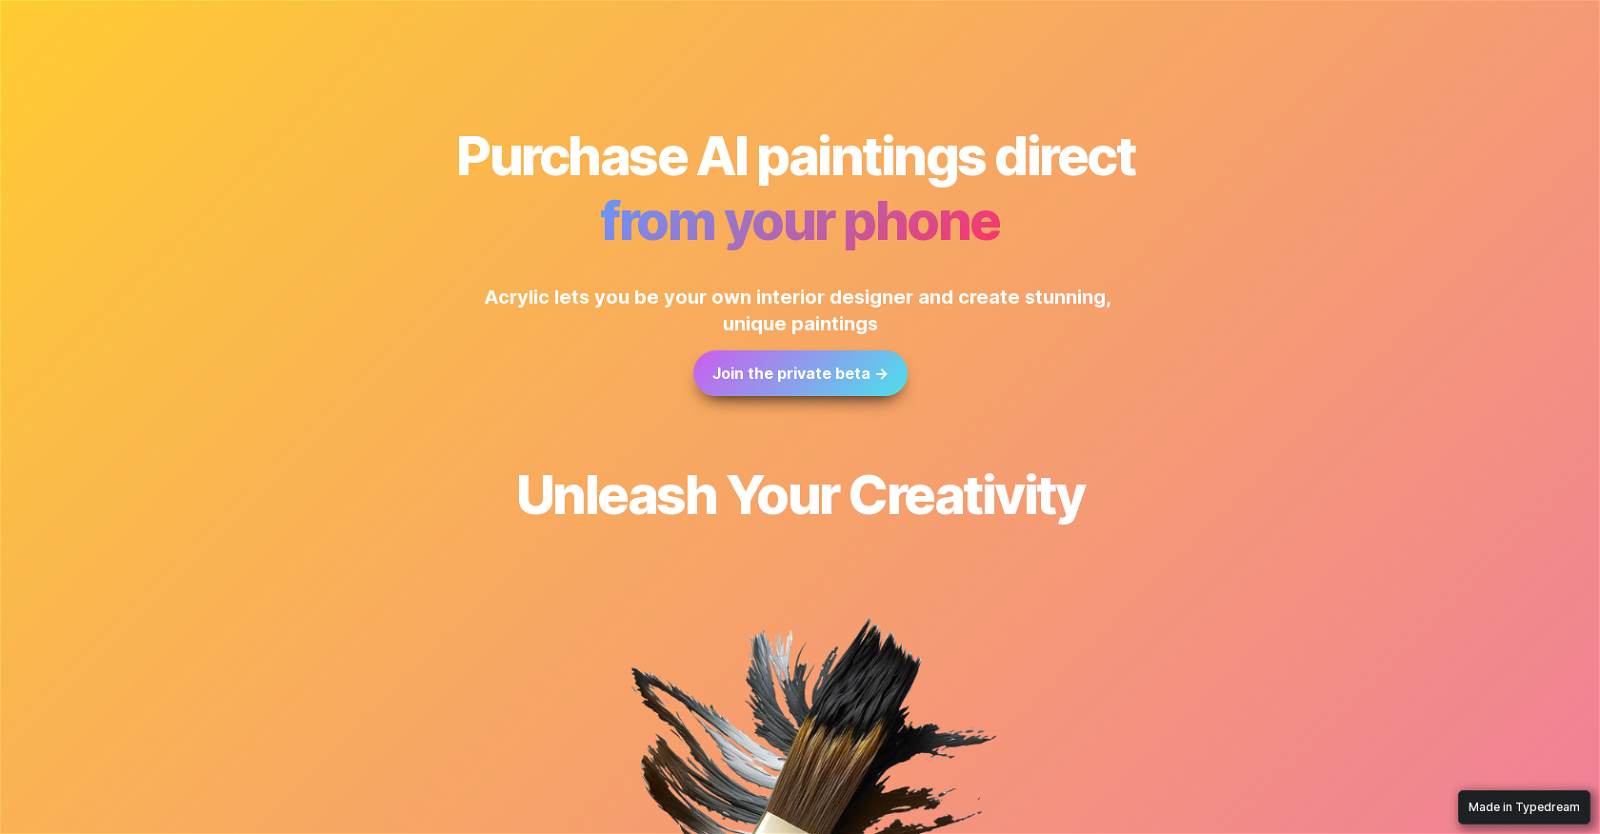 Purchase AI paintings direct
from your phone
Acrylic lets you be your own interior designer and create stunning,
unique paintings
Join the private beta →
Unleash Your Creativity
Made in Typedream